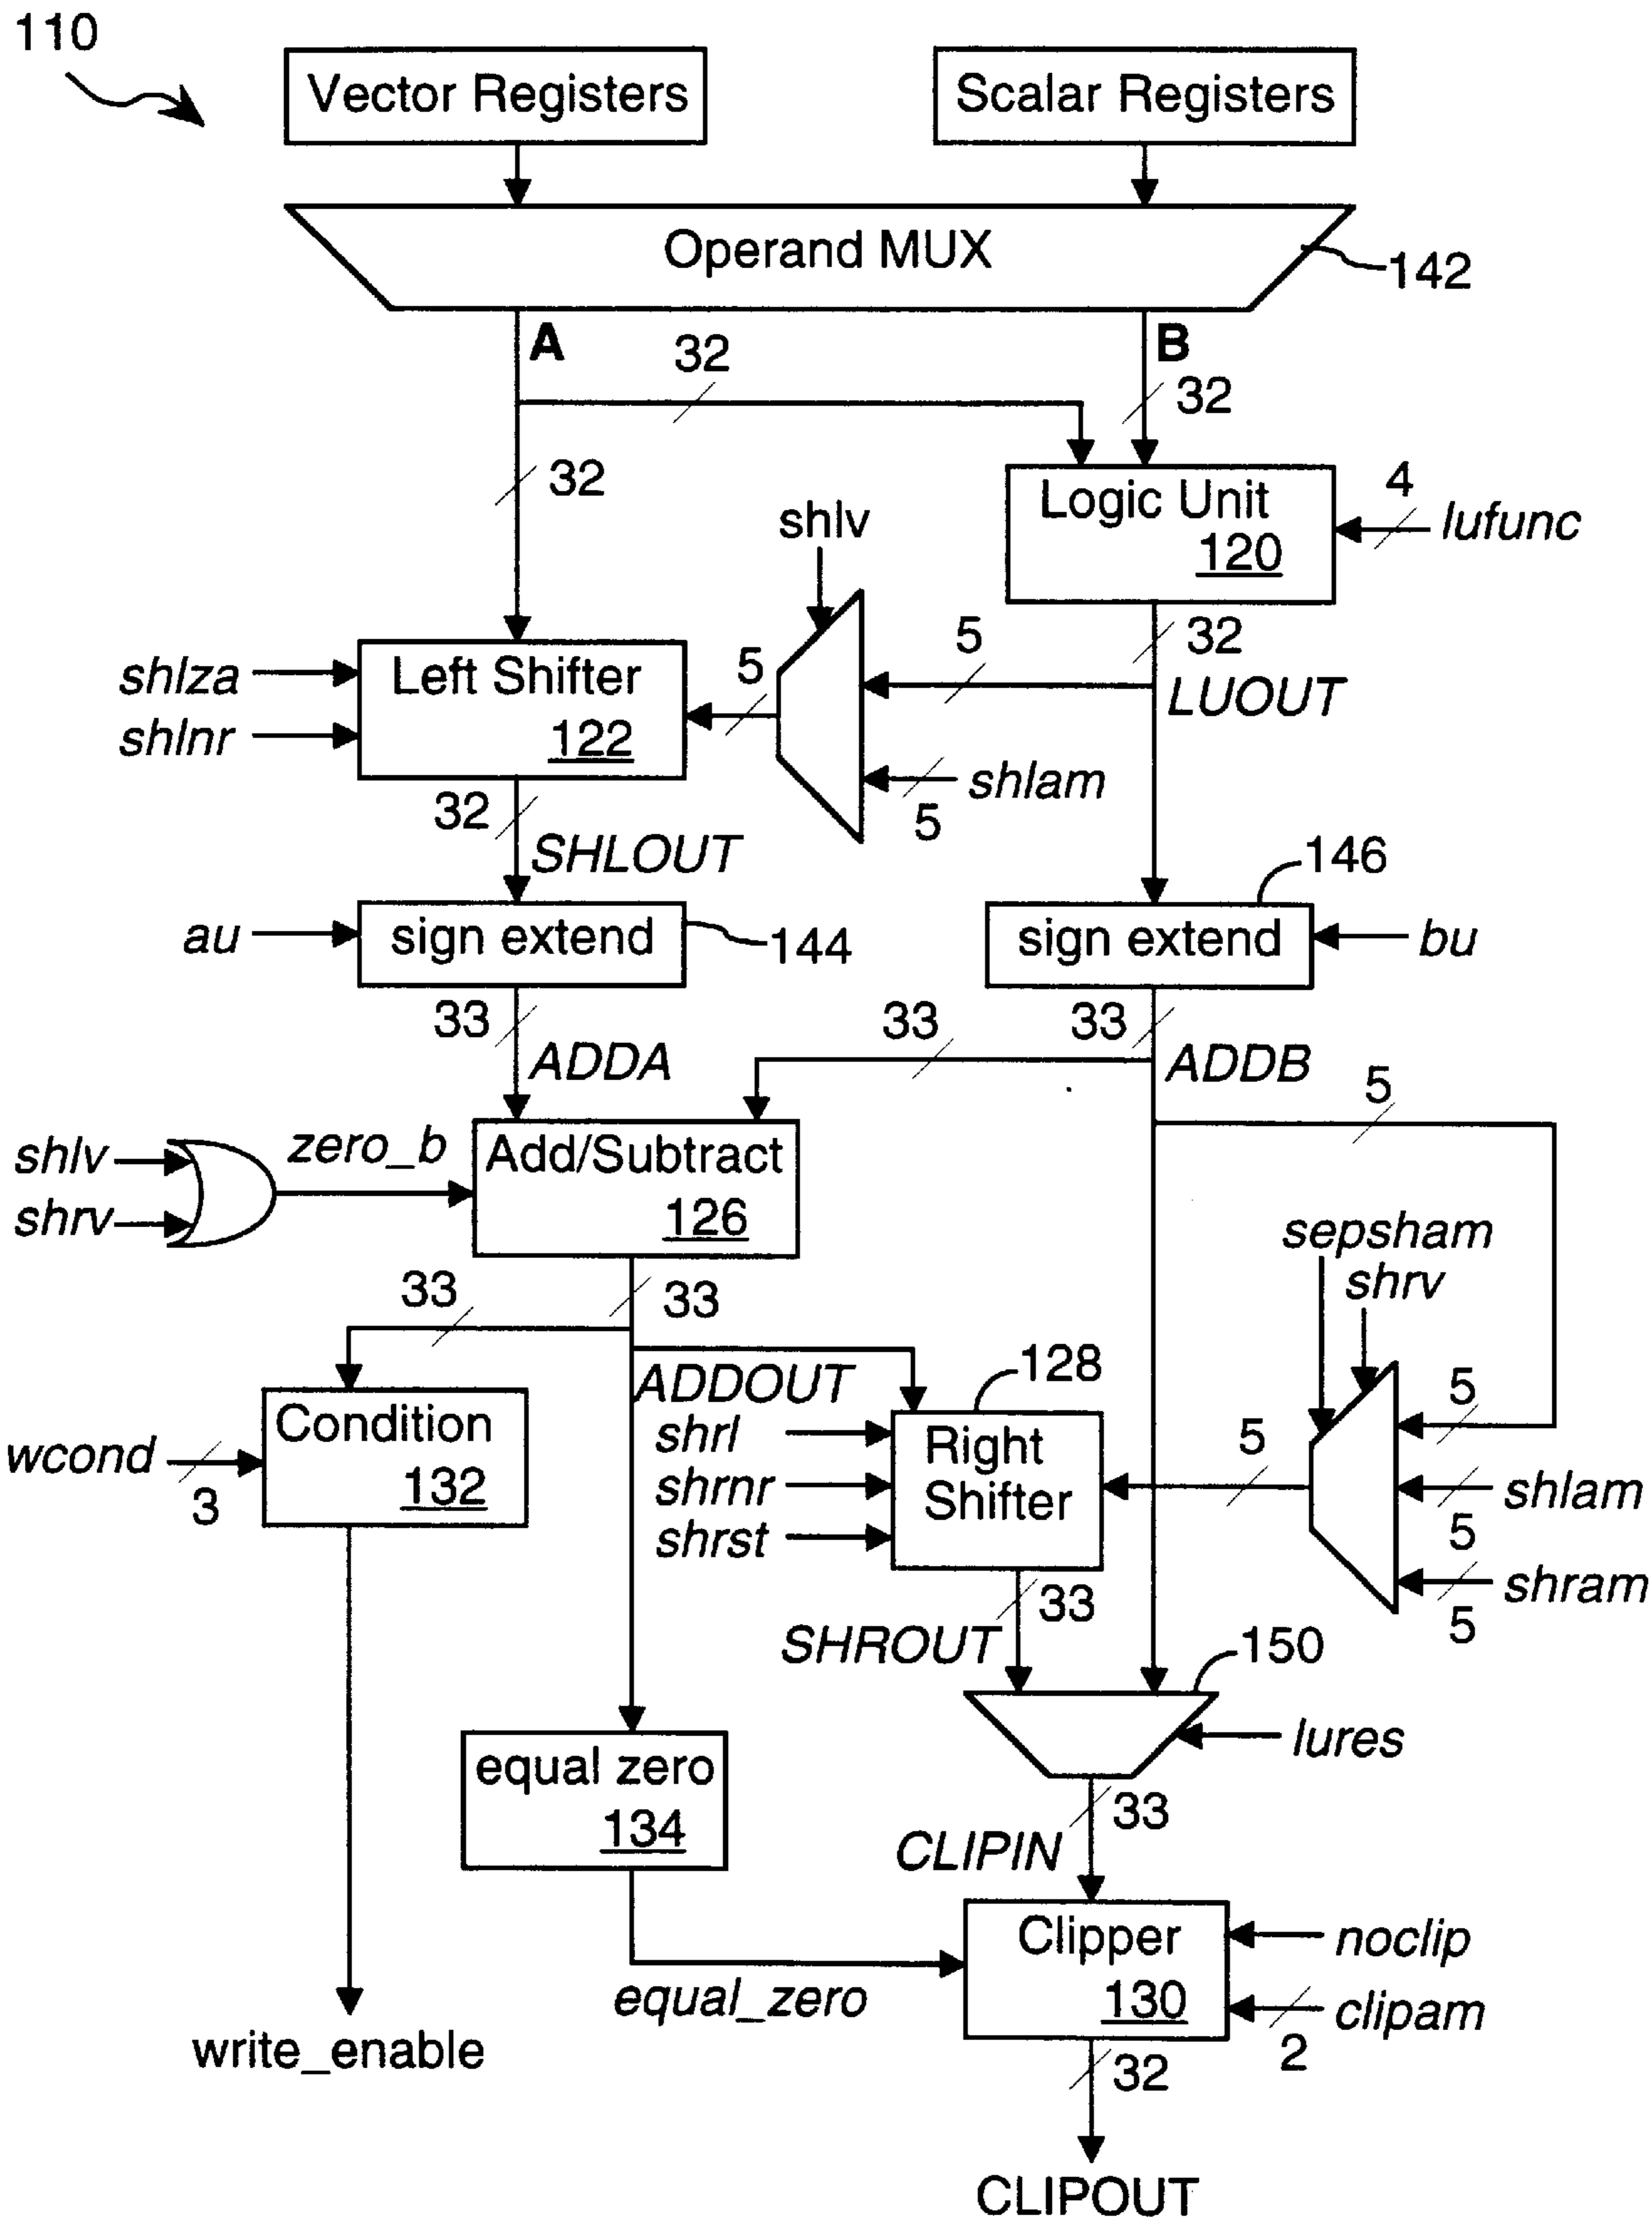 110
Vector Registers
Scalar Registers
Operand MUX
142
A
32
B
32
32
Logic Unit
120
4
lufunc
shlv
shlza
shlnr
Left Shifter
122
5
5
32
LUOUT
shlam
5
32
SHLOUT
146
au
sign extend
144
sign extend
bu
33
ADDA
33
33
ADDB
5
shlv
shrv
zero_b
Add/Subtract
126
sepsham
shrv
33
33
ADDOUT
128
wcond
3
Condition
132
shrl
shrnr
shrst
Right
Shifter
5
5
shlam
5
shram
5
33
SHROUT
150
lures
equal zero
134
33
CLIPIN
Clipper
130
noclip
clipam
2
equal_zero
write_enable
32
CLIPOUT